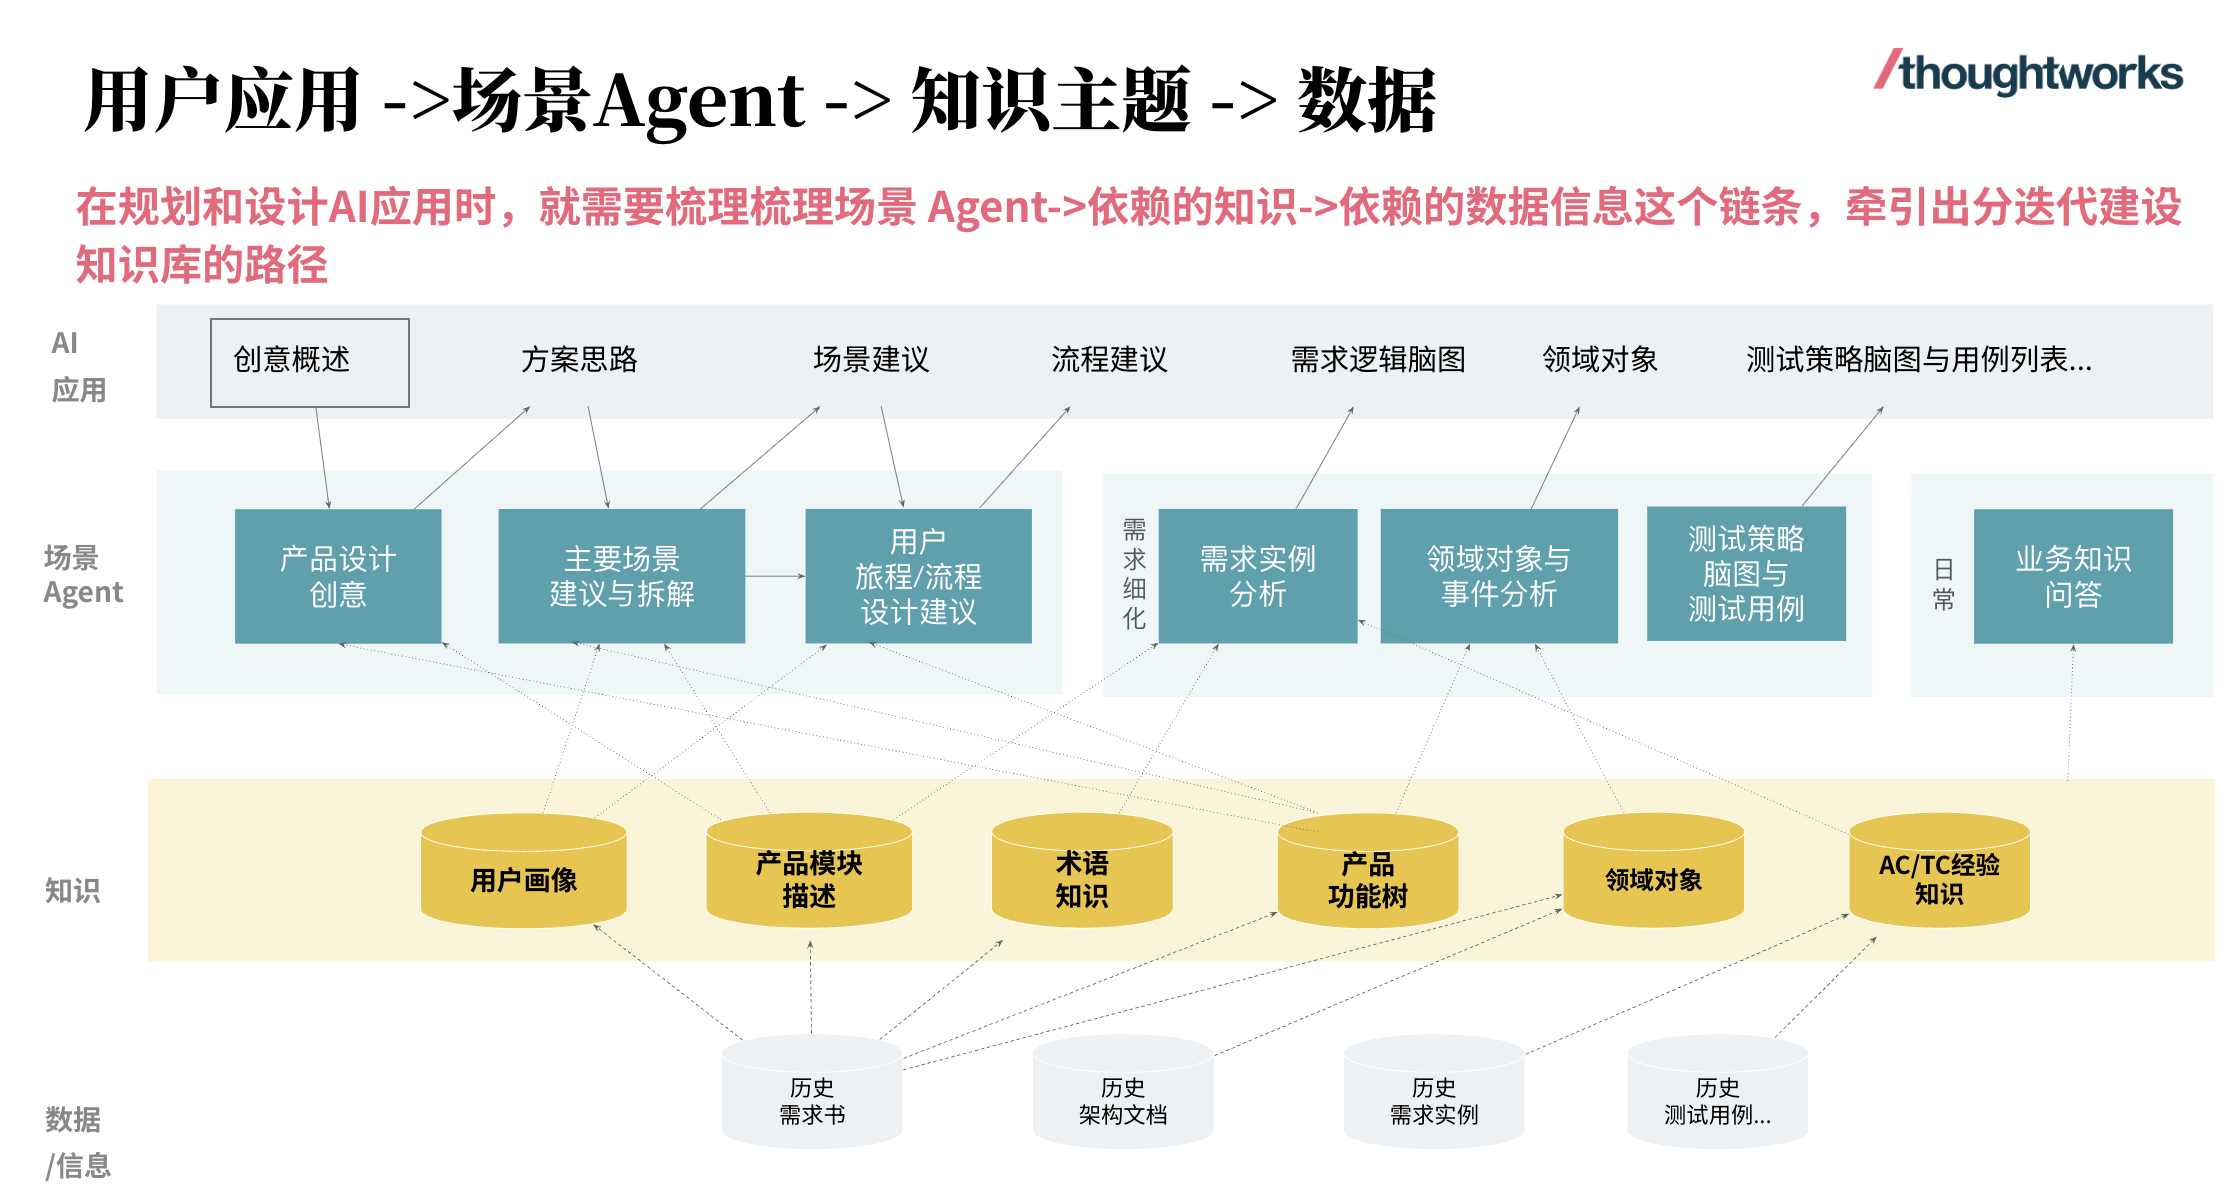 用户应用 ->场景Agent -> 知识主题 -> 数据
/thoughtworks
在规划和设计AI应用时，就需要梳理梳理场景 Agent->依赖的知识->依赖的数据信息这个链条，牵引出分迭代建设
知识库的路径
AI
应用
创意概述
方案思路
场景建议
流程建议
需求逻辑脑图
领域对象
测试策略脑图与用例列表...
场景
Agent
产品设计
创意
主要场景
建议与拆解
用户
旅程/流程
设计建议
需
求
细
化
需求实例
分析
领域对象与
事件分析
测试策略
脑图与
测试用例
日
常
业务知识
问答
知识
用户画像
产品模块
描述
术语
知识
产品
功能树
领域对象
AC/TC经验
知识
数据
/信息
历史
需求书
历史
架构文档
历史
需求实例
历史
测试用例...